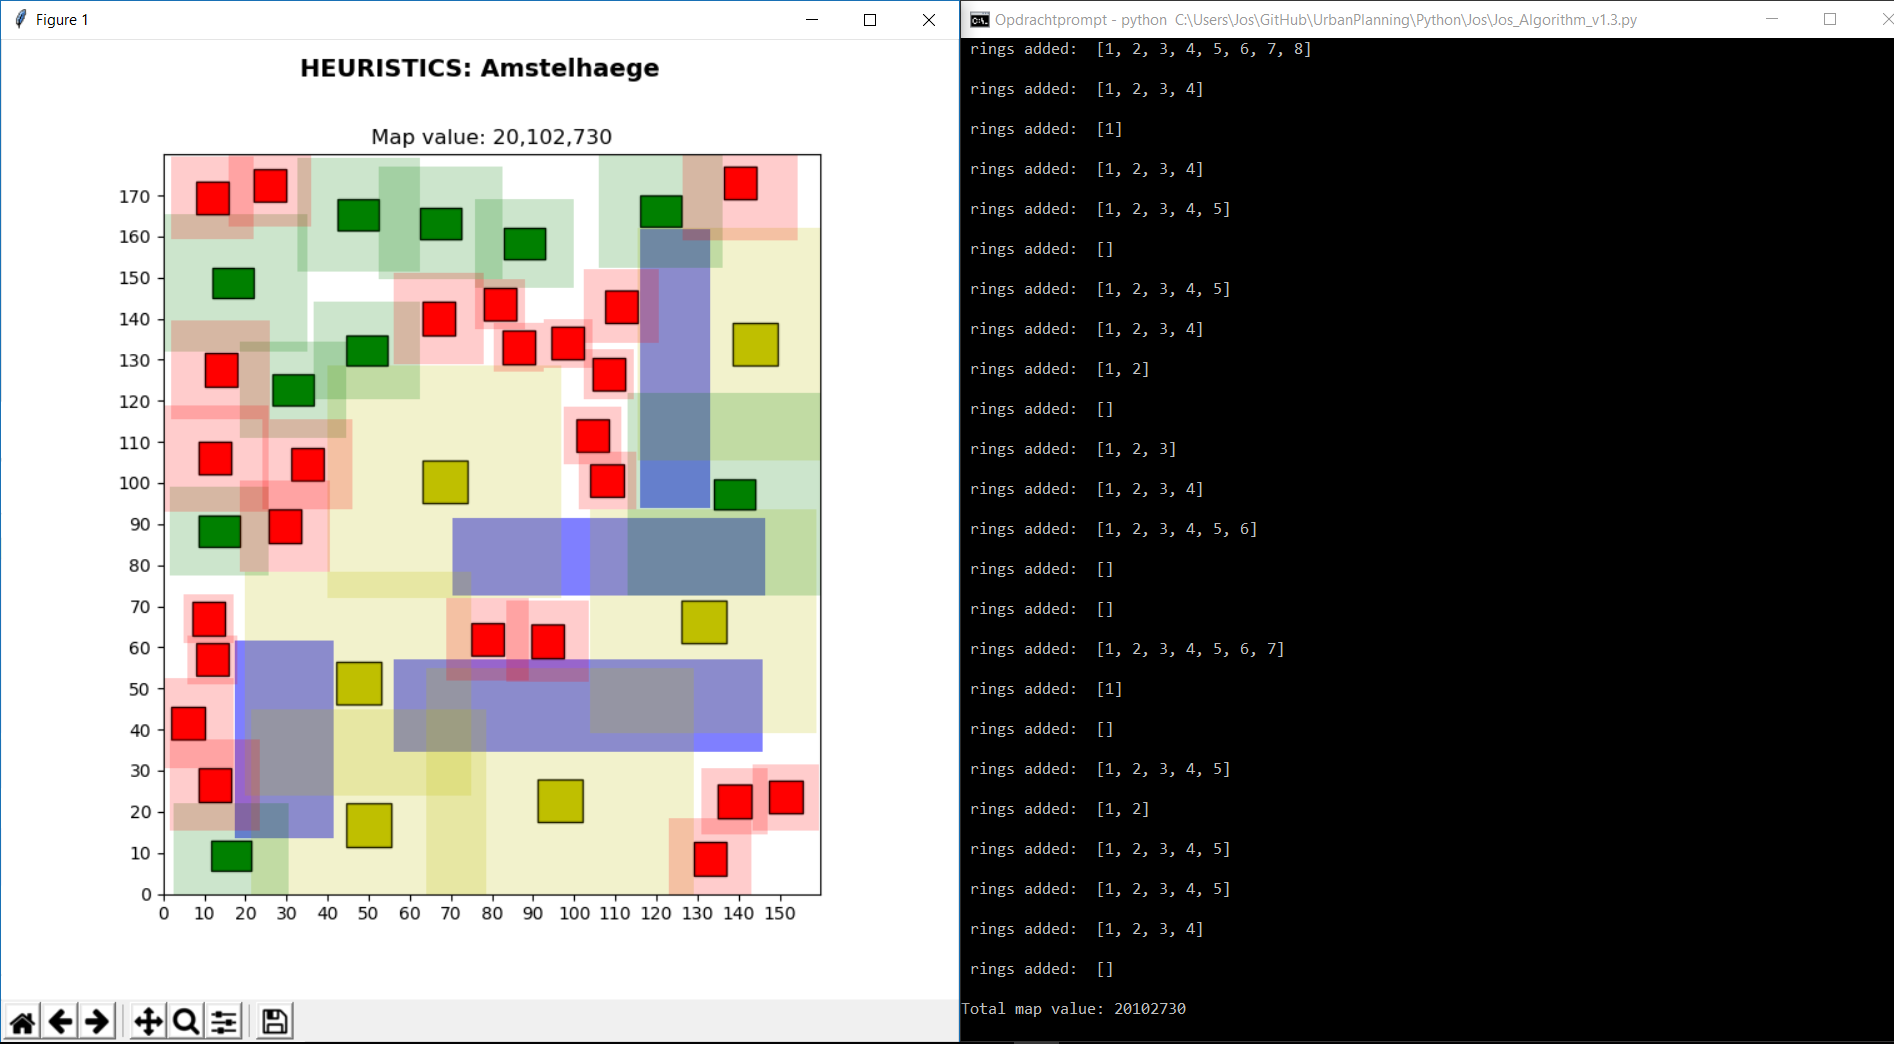 Figure 1
HEURISTICS: Amstelhaege
Map value: 20,102,730
170
160
150
140
130
120
110
100
90
80
70
60
50
40
30
20
10
0
0 10 20 30 40 50 60 70 80 90 100 110 120 130 140 150
Opdrachtprompt - python C:\Users\Jos\GitHub\UrbanPlanning\Python\Jos\Jos_Algorithm_v1.3.py
rings added: [1, 2, 3, 4, 5, 6, 7, 8]
rings added: [1, 2, 3, 4]
rings added: [1]
rings added: [1, 2, 3, 4]
rings added: [1, 2, 3, 4, 5]
rings added: []
rings added: [1, 2, 3, 4, 5]
rings added: [1, 2, 3, 4]
rings added: [1, 2]
rings added: []
rings added: [1, 2, 3]
rings added: [1, 2, 3, 4]
rings added: [1, 2, 3, 4, 5, 6]
rings added: []
rings added: []
rings added: [1, 2, 3, 4, 5, 6, 7]
rings added: [1]
rings added: []
rings added: [1, 2, 3, 4, 5]
rings added: [1, 2]
rings added: [1, 2, 3, 4, 5]
rings added: [1, 2, 3, 4, 5]
rings added: [1, 2, 3, 4]
rings added: []
Total map value: 20102730